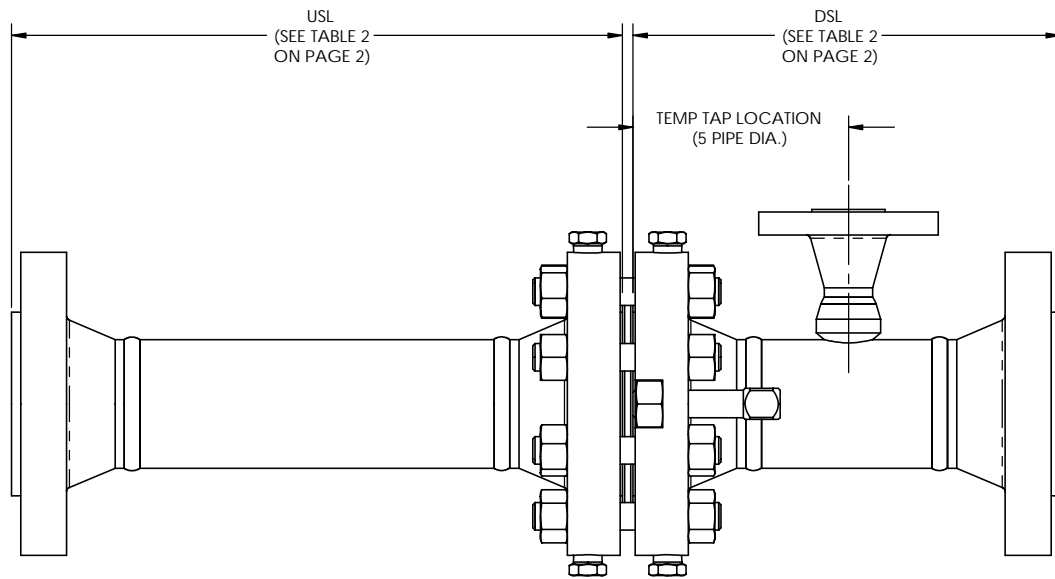 USL
(SEE TABLE 2
ON PAGE 2)
DSL
(SEE TABLE 2
ON PAGE 2)
TEMP TAP LOCATION
(5 PIPE DIA.)